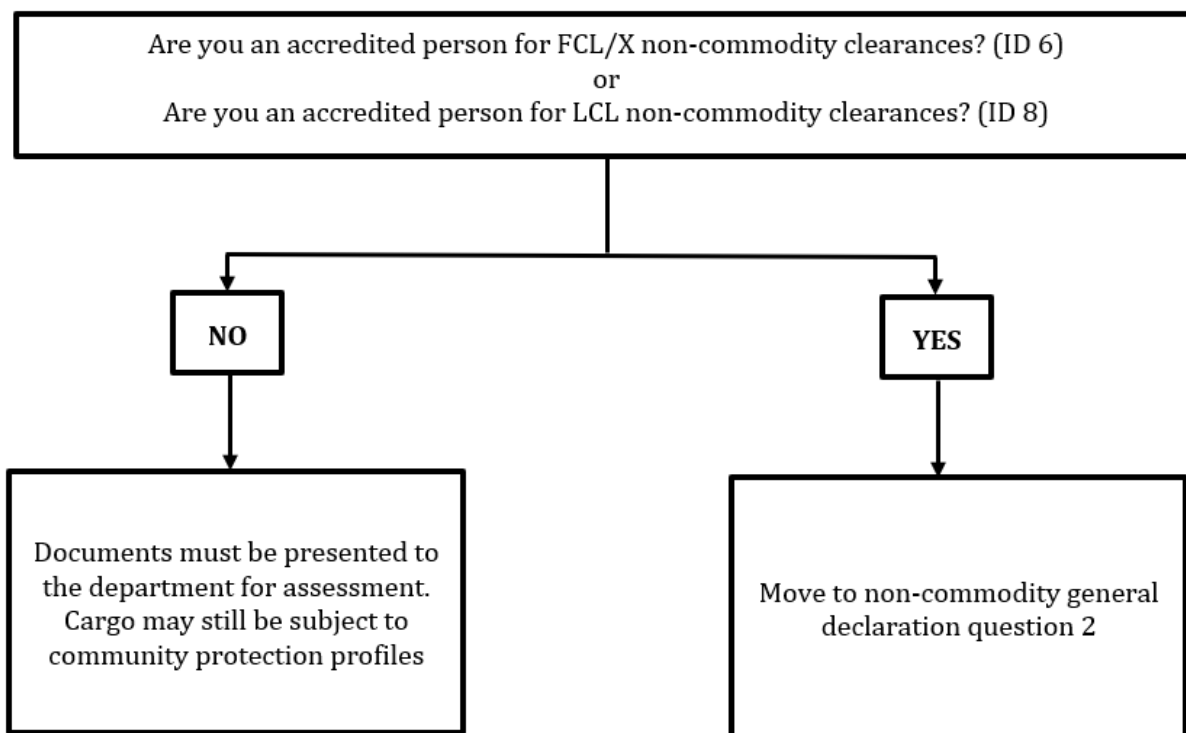 Are you an accredited person for FCL/X non-commodity clearances? (ID 6)
or
Are you an accredited person for LCL non-commodity clearances? (ID 8)
NO
YES
Documents must be presented to
the department for assessment.
Cargo may still be subject to
community protection profiles
Move to non-commodity general
declaration question 2